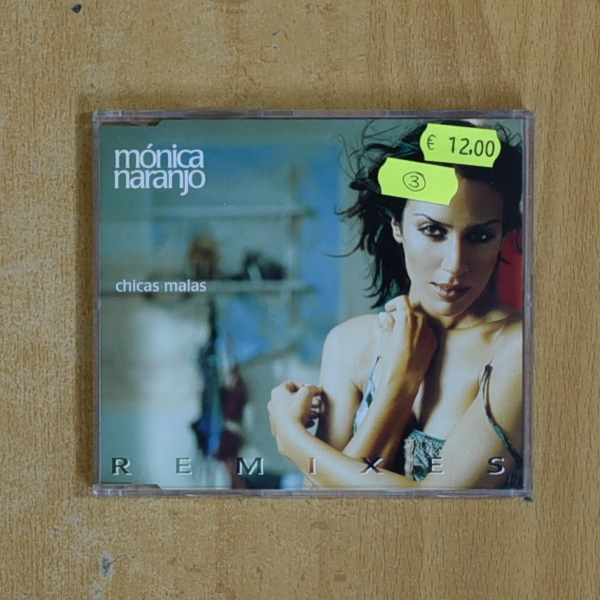 mónica
naranjo
€ 12.00
3
chicas malas
REMIXES